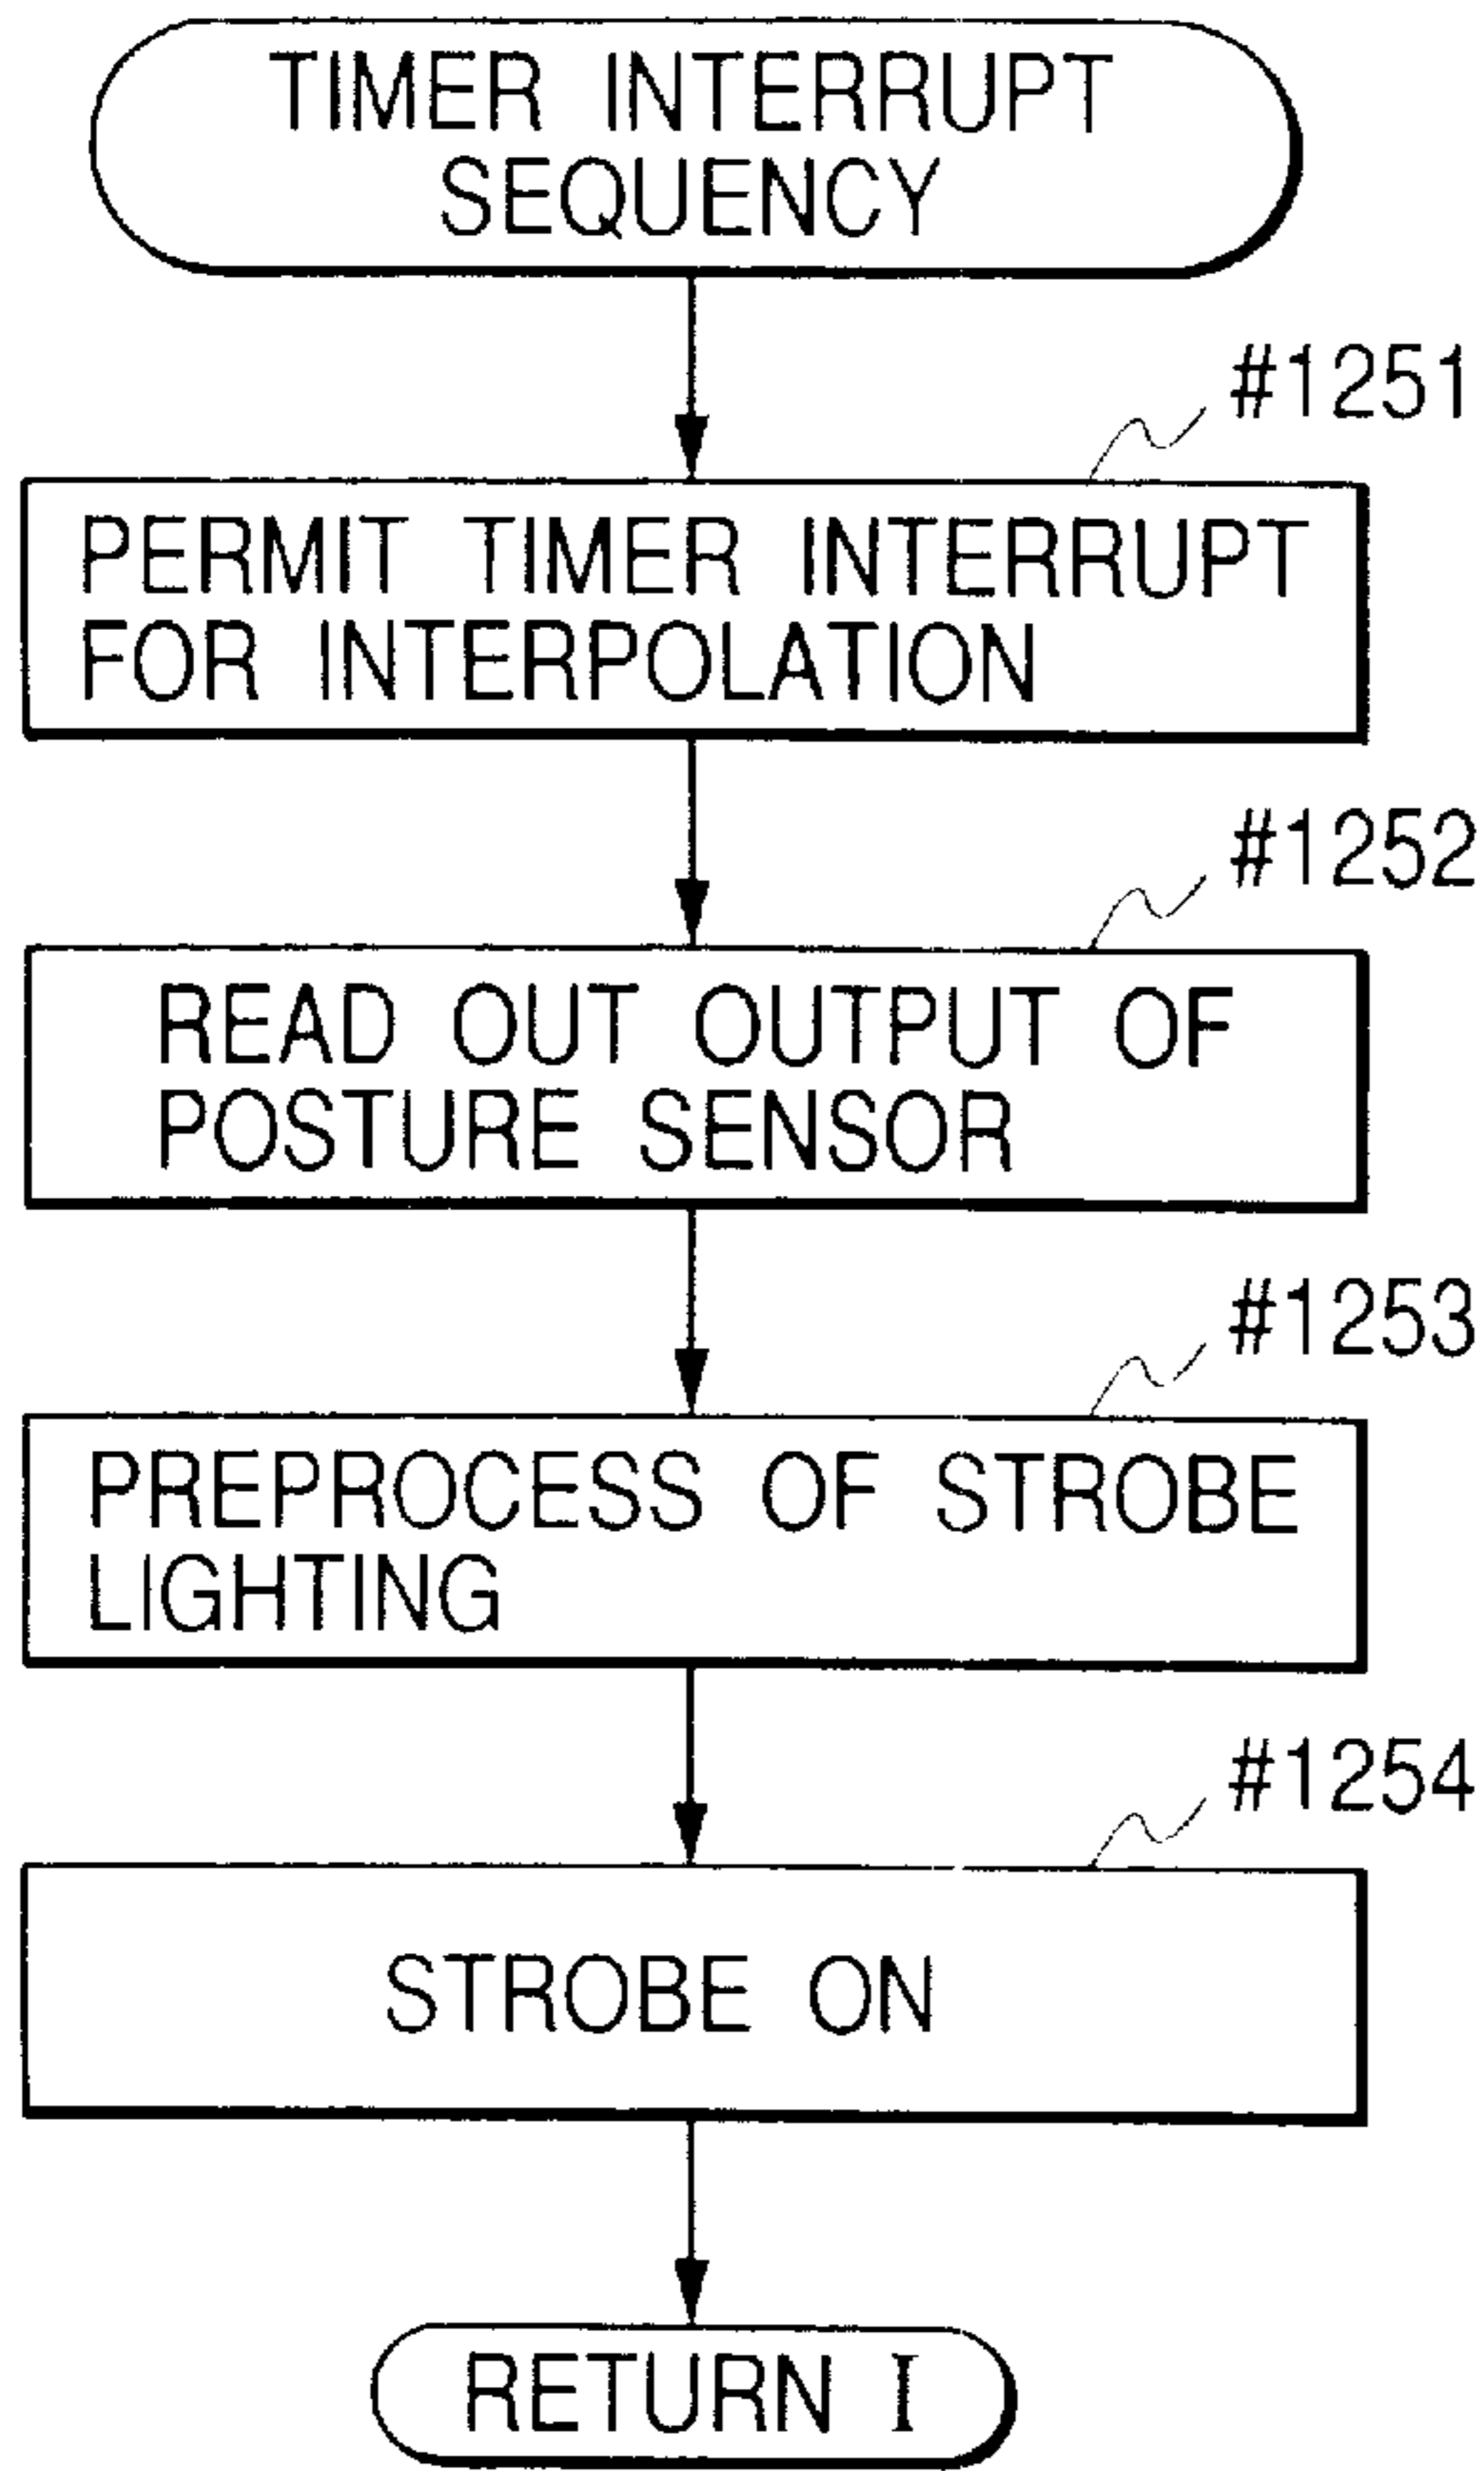 TIMER INTERRUPT
SEQUENCY
#1251
PERMIT TIMER INTERRUPT
FOR INTERPOLATION
#1252
READ OUT OUTPUT OF
POSTURE SENSOR
#1253
PREPROCESS OF STROBE
LIGHTING
#1254
STROBE ON
RETURN I